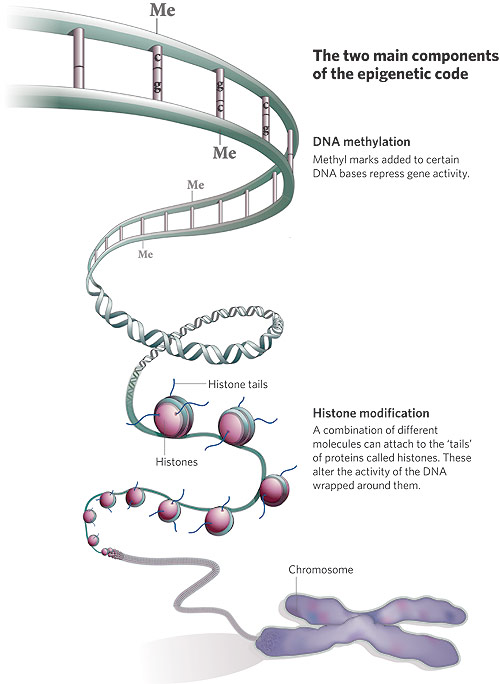 Me
The two main components
of the epigenetic code
c
g
g
c
c
g
DNA methylation
Methyl marks added to certain
DNA bases repress gene activity.
Me
Me
Me
Histone tails
Histones
Histone modification
A combination of different
molecules can attach to the ‘tails’
of proteins called histones. These
alter the activity of the DNA
wrapped around them.
Chromosome